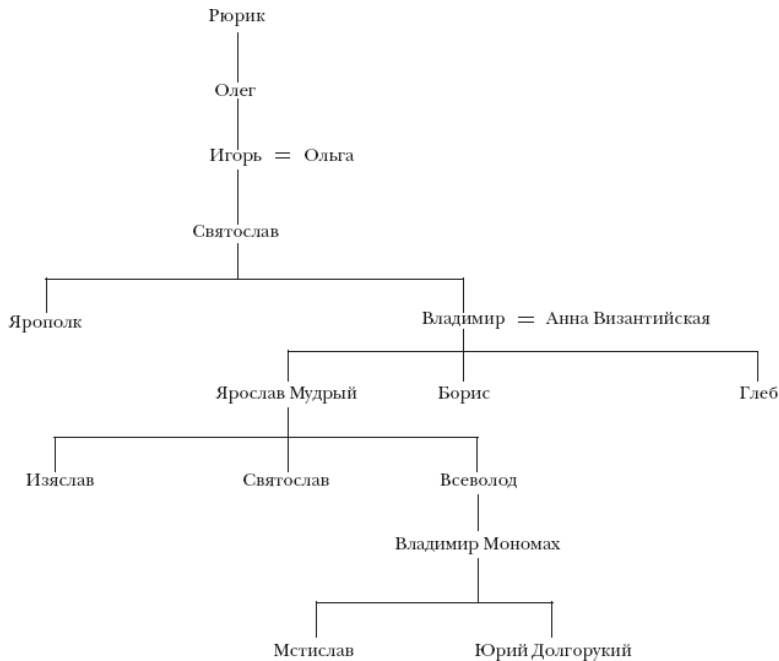 Рюрик
Олег
Игорь = Ольга
Святослав
Ярополк
Владимир = Анна Византийская
Ярослав Мудрый
Борис
Глеб
Изяслав
Святослав
Всеволод
Владимир Мономах
Мстислав
Юрий Долгорукий